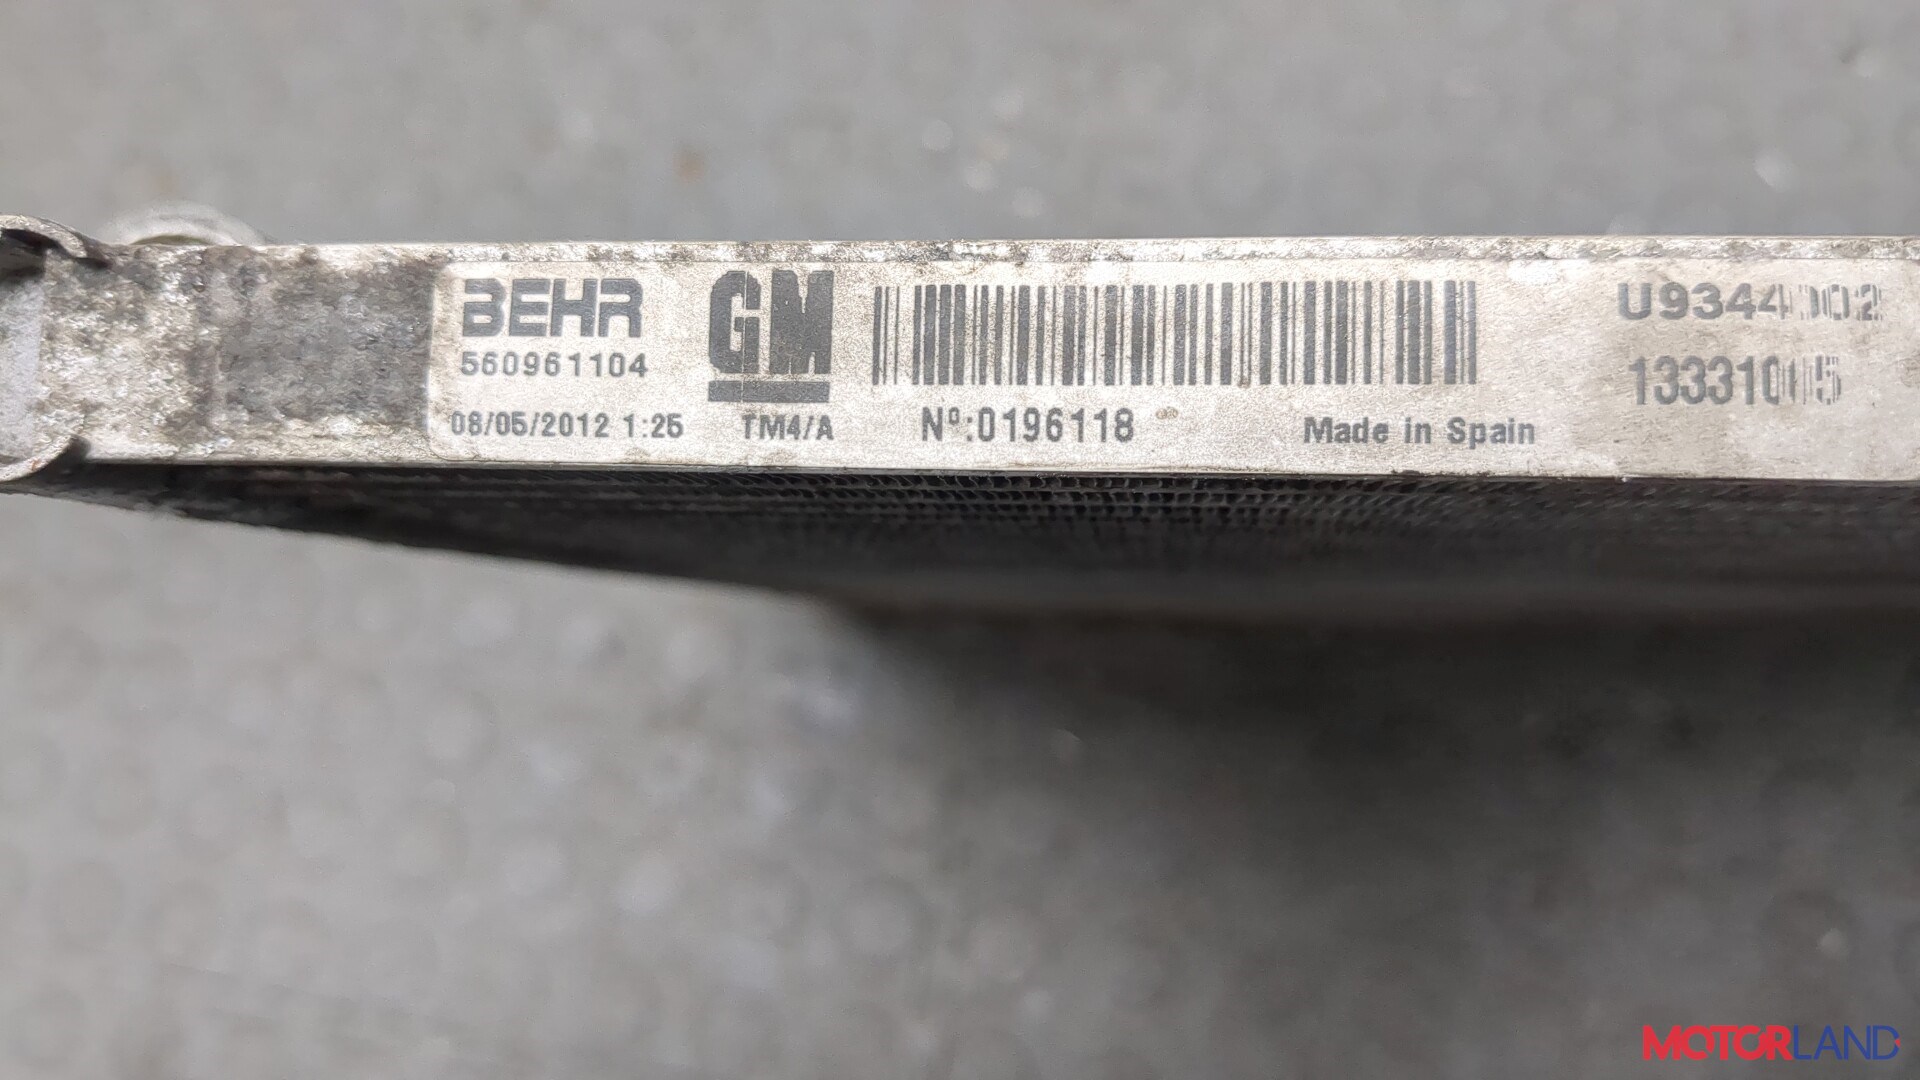 BEHR
560961104
08/05/2012 1:25
GM
TM4/A
Nº:0196118
Made in Spain
MOTORLAND